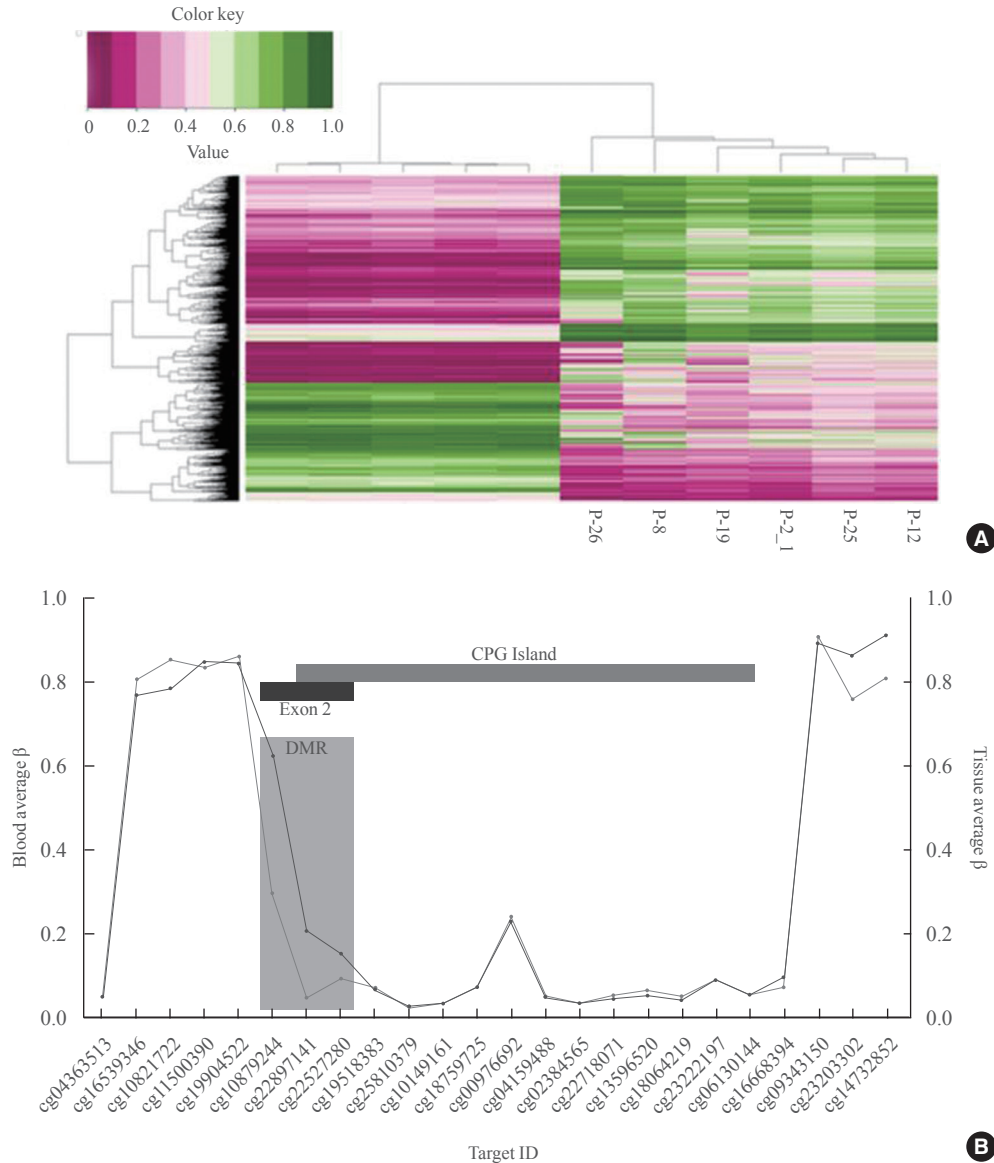 Color key
0 0.2 0.4 0.6 0.8 1.0
Value
P-26 P-8 P-19 P-2_1 P-25 P-12
A
1.0 1.0
CPG Island
0.8 0.8
Exon 2
DMR
0.6 0.6
Blood average β
Tissue average β
0.4 0.4
0.2 0.2
0.0 0.0
cg04363513
cg16539346
cg10821722
cg11500390
cg19904522
cg10879244
cg22897141
cg22527280
cg19518383
cg25810379
cg10149161
cg18759725
cg00976692
cg04159488
cg02384565
cg22718071
cg13596520
cg18064219
cg23222197
cg06130144
cg16668394
cg09343150
cg23203302
cg14732852
Target ID
B